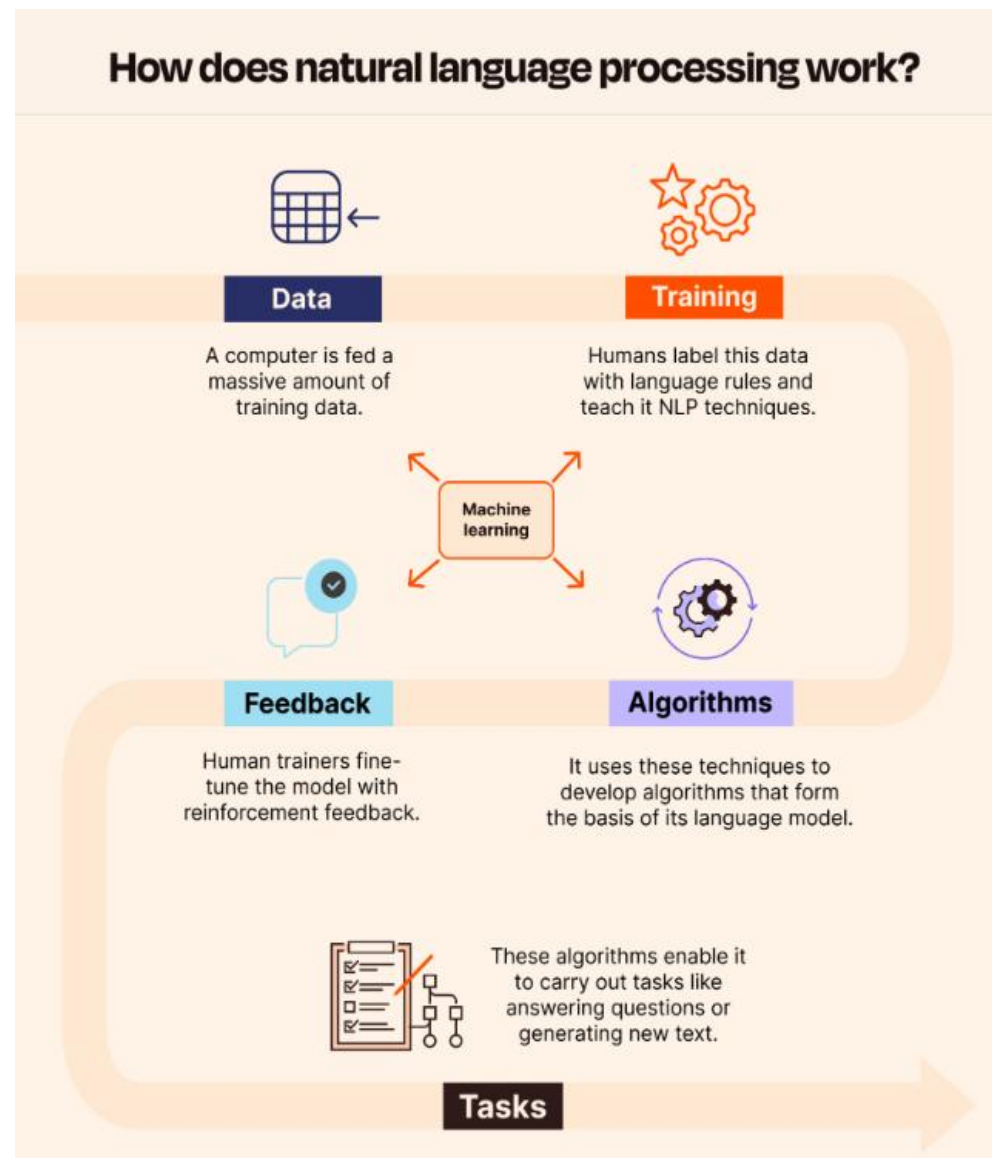 How does natural language processing work?
Data
A computer is fed a
massive amount of
training data.
Training
Humans label this data
with language rules and
teach it NLP techniques.
Machine
learning
Algorithms
It uses these techniques to
develop algorithms that form
the basis of its language model.
Feedback
Human trainers fine-
tune the model with
reinforcement feedback.
These algorithms enable it
to carry out tasks like
answering questions or
generating new text.
Tasks